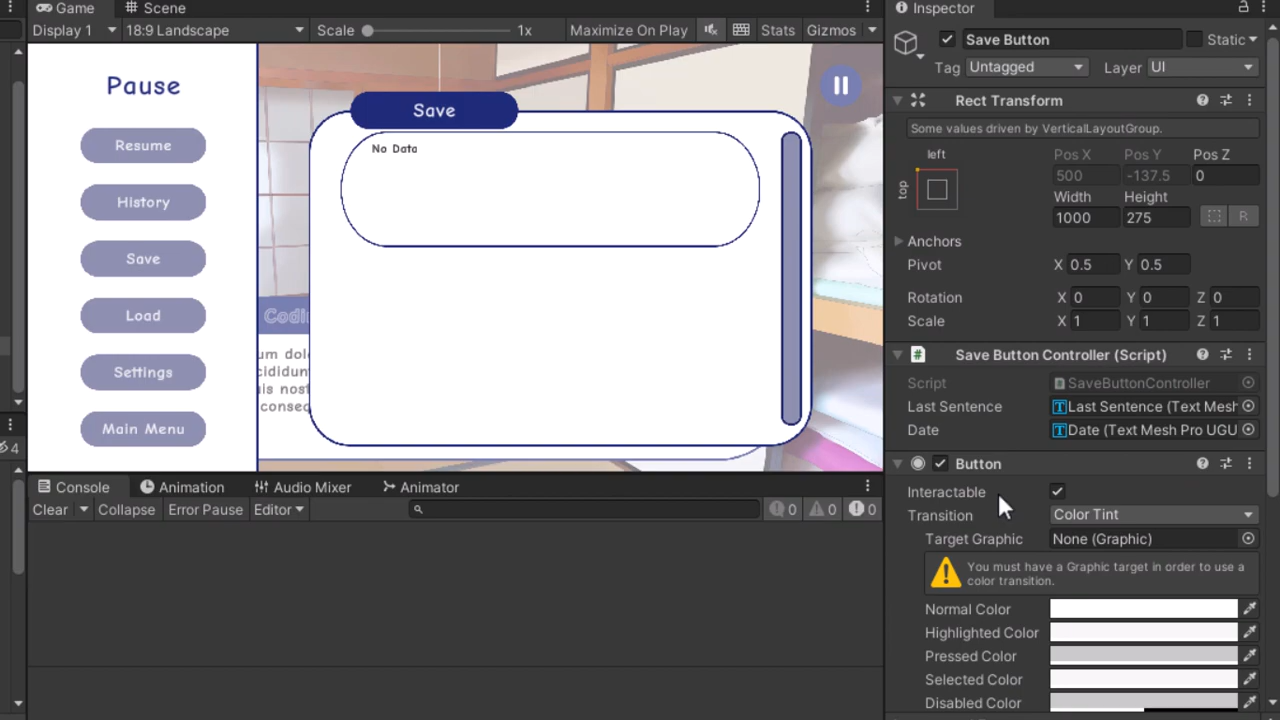 Game
Scene
Display 1
18:9 Landscape
Scale
1x
Maximize On Play
Stats
Gizmos
Pause
Resume
History
Save
Load
Settings
Main Menu
Save
No Data
Codin
um dol
cididun
uis nost
conseq
4
Console
Animation
Audio Mixer
Animator
Clear
Collapse
Error Pause
Editor
0
0
0
Inspector
Save Button
Static
Tag
Untagged
Layer
UI
Rect Transform
Some values driven by VerticalLayoutGroup.
left
top
Pos X
Pos Y
Pos Z
500
-137.5
0
Width
Height
1000
275
R
Anchors
Pivot
X 0.5
Y 0.5
Rotation
X 0
Y 0
Z 0
Scale
X 1
Y 1
Z 1
# Save Button Controller (Script)
Script
SaveButtonController
Last Sentence
T Last Sentence (Text Mesh
Date
T Date (Text Mesh Pro UGU
Button
Interactable
Transition
Color Tint
Target Graphic
None (Graphic)
You must have a Graphic target in order to use a
color transition.
Normal Color
Highlighted Color
Pressed Color
Selected Color
Disabled Color